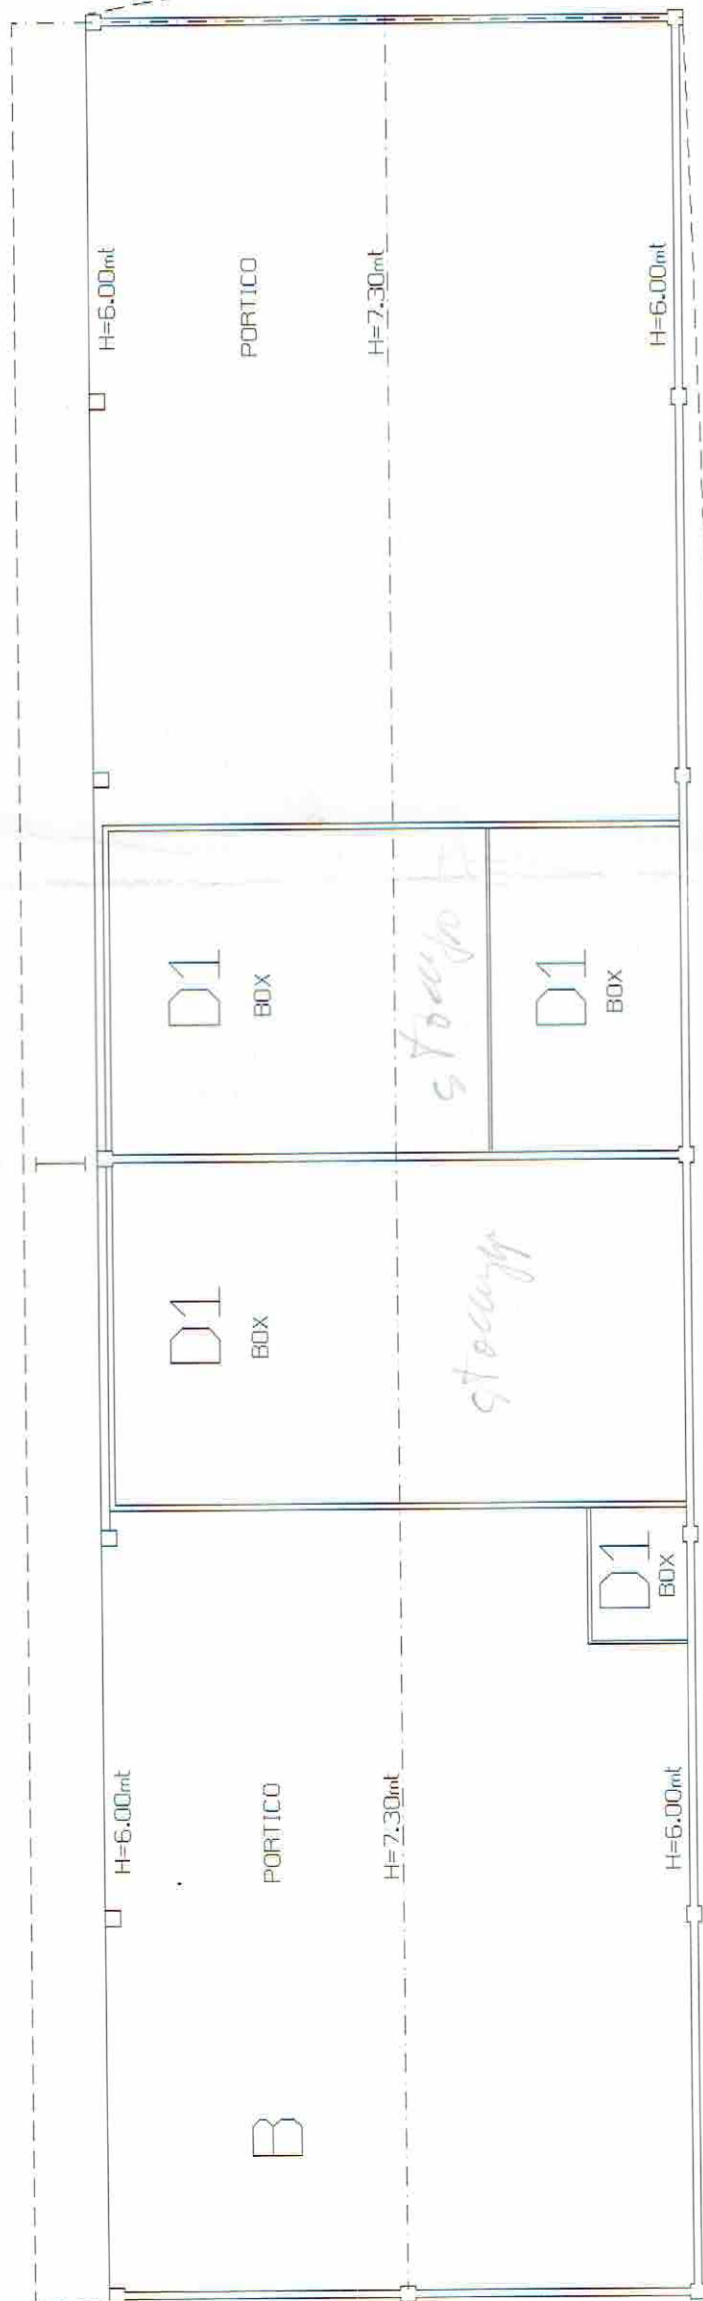 H=6.00mt
PORTICO
H=7.30mt
H=6.00mt
D1
BOX
D1
BOX
D1
BOX
D1
BOX
H=6.00mt
PORTICO
H=7.30mt
H=6.00mt
B